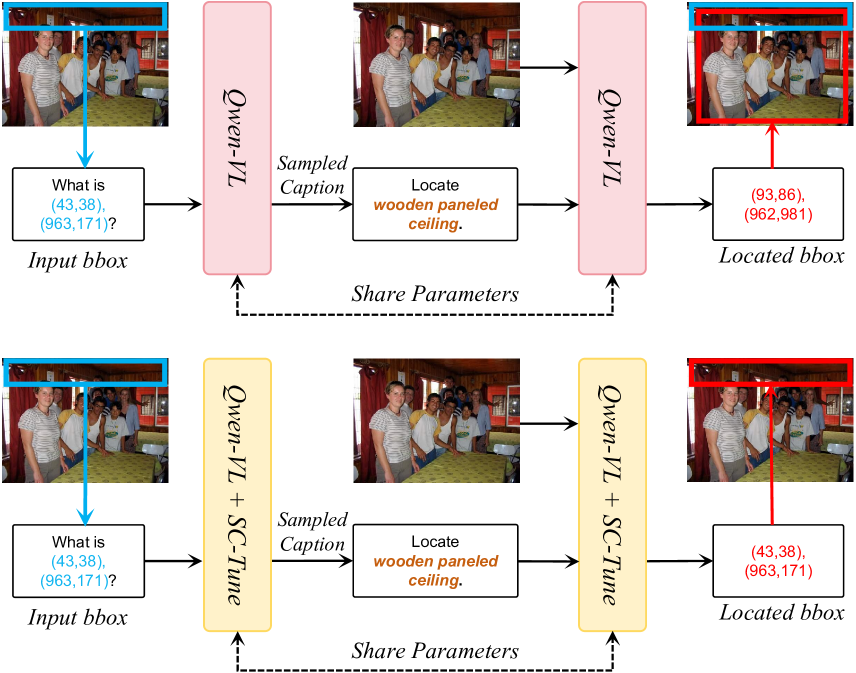 What is
(43,38),
(963,171)?
Input bbox
Qwen-VL
Sampled
Caption
Locate
wooden paneled
ceiling.
Qwen-VL
(93,86),
(962,981)
Located bbox
Share Parameters
What is
(43,38),
(963,171)?
Input bbox
Qwen-VL + SC-Tune
Sampled
Caption
Locate
wooden paneled
ceiling.
Qwen-VL + SC-Tune
(43,38),
(963,171)
Located bbox
Share Parameters